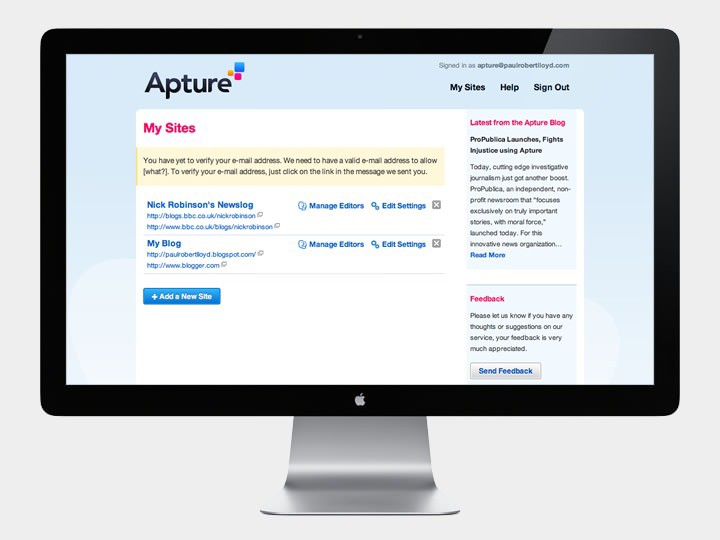 Apture
Signed in as apture@paulrobertlloyd.com
My Sites Help Sign Out
My Sites
You have yet to verify your e-mail address. We need to have a valid e-mail address to allow
[what?]. To verify your e-mail address, just click on the link in the message we sent you.
Nick Robinson's Newslog Manage Editors Edit Settings
http://blogs.bbc.co.uk/nickrobinson
http://www.bbc.co.uk/blogs/nickrobinson
My Blog Manage Editors Edit Settings
http://paulrobertlloyd.blogspot.com/
http://www.blogger.com
+ Add a New Site
Latest from the Apture Blog
ProPublica Launches, Fights
Injustice using Apture
Today, cutting edge investigative
journalism just got another boost.
ProPublica, an independent, non-
profit newsroom that "focuses
exclusively on truly important
stories, with moral force,"
launched today. For this
innovative news organization...
Read More
Feedback
Please let us know if you have any
thoughts or suggestions on our
service, your feedback is very
much appreciated.
Send Feedback